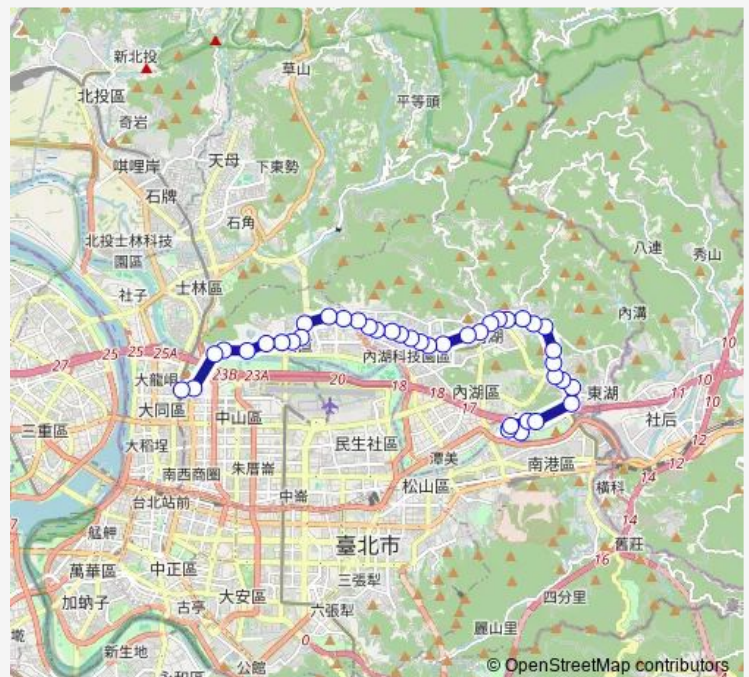 新北投
草山
北投區
平等頭
奇岩
唭哩岸
天母
下東勢
石牌
石角
北投士林科技
園區
八連
秀山
社子
士林區
內溝
27
25
25
25A
大龍峒
23B
23A
20
內湖科技園區
18
18
17
內湖區
東湖
11
10
10
大同區
中山區
社后
三重區
民生社區
12
12
大稻埕
潭美
南港區
南西商圈
朱厝崙
松山區
橫科
台北站前
中崙
14
14
艋舺
臺北市
舊莊
16
萬華區
中正區
三張犁
加蚋子
大安區
四分里
古亭
六張犁
麗山里
新生地
公館
© OpenStreetMap contributors